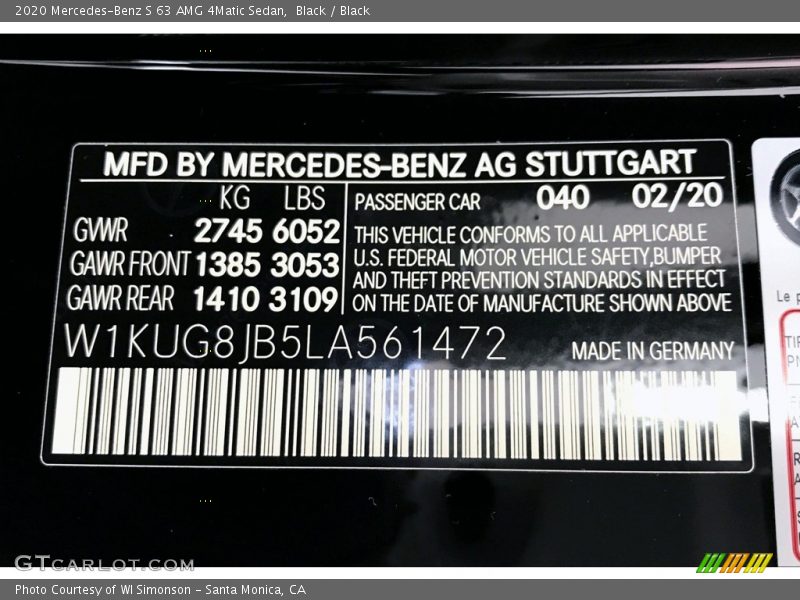 2020 Mercedes-Benz S 63 AMG 4Matic Sedan, Black / Black
MFD BY MERCEDES-BENZ AG STUTTGART
KG LBS
GVWR 2745 6052
GAWR FRONT 1385 3053
GAWR REAR 1410 3109
PASSENGER CAR 040 02/20
THIS VEHICLE CONFORMS TO ALL APPLICABLE
U.S. FEDERAL MOTOR VEHICLE SAFETY,BUMPER
AND THEFT PREVENTION STANDARDS IN EFFECT
ON THE DATE OF MANUFACTURE SHOWN ABOVE
W1KUG8JB5LA561472
MADE IN GERMANY
Le
GTCARLOT.COM
Photo Courtesy of WI Simonson - Santa Monica, CA